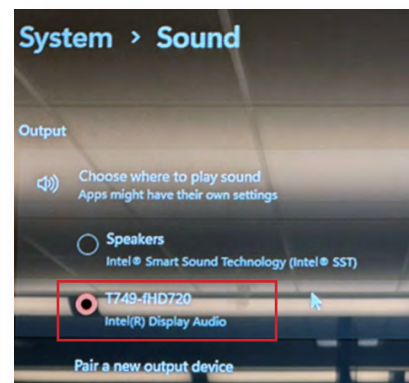 System > Sound
Output
Choose where to play sound
Apps might have their own settings
Speakers
Intel® Smart Sound Technology (Intel® SST)
T749-fHD720
Intel(R) Display Audio
Pair a new output device